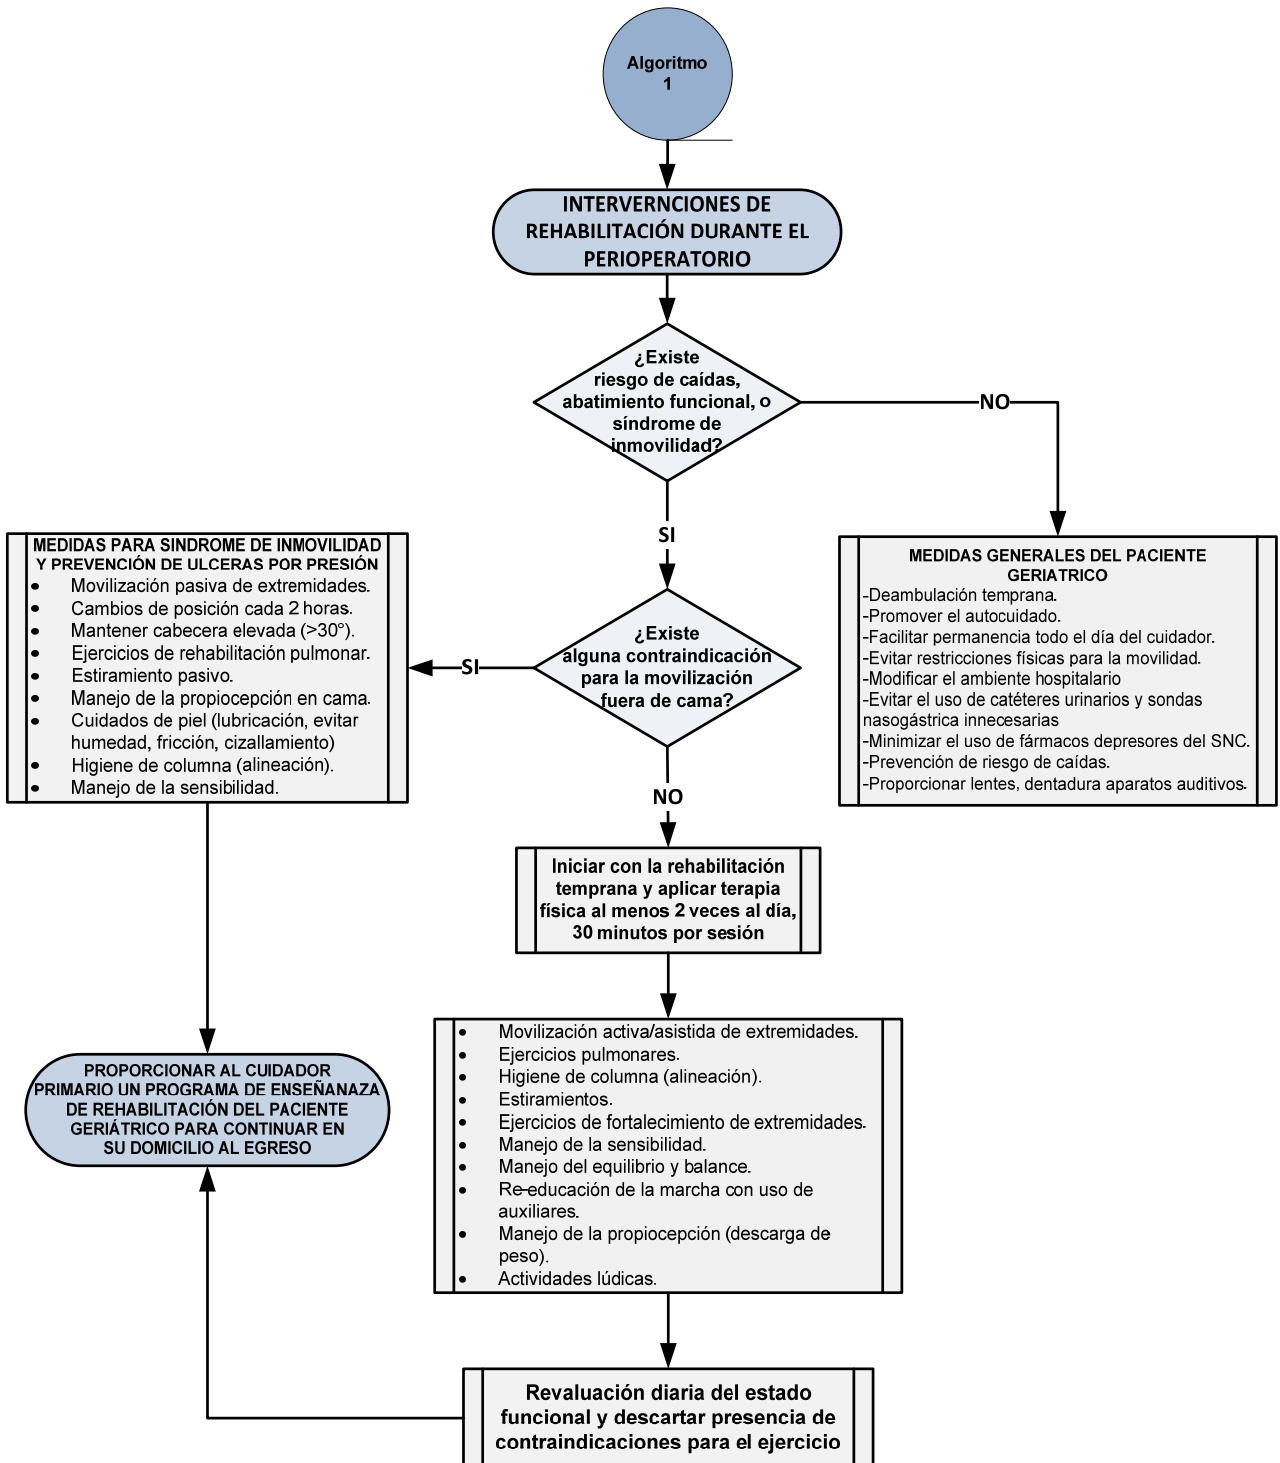 Algoritmo
1
INTERVERNCIONES DE
REHABILITACIÓN DURANTE EL
PERIOPERATORIO
¿Existe
riesgo de caídas,
abatimiento funcional, o
síndrome de
inmovilidad?
NO
SI
MEDIDAS GENERALES DEL PACIENTE
GERIATRICO
-Deambulación temprana.
-Promover el autocuidado.
-Facilitar permanencia todo el día del cuidador.
-Evitar restricciones físicas para la movilidad.
-Modificar el ambiente hospitalario
-Evitar el uso de catéteres urinarios y sondas
nasogástrica innecesarias
-Minimizar el uso de fármacos depresores del SNC.
-Prevención de riesgo de caídas.
-Proporcionar lentes, dentadura aparatos auditivos.
¿Existe
alguna contraindicación
para la movilización
fuera de cama?
SI
NO
MEDIDAS PARA SINDROME DE INMOVILIDAD
Y PREVENCIÓN DE ULCERAS POR PRESIÓN
• Movilización pasiva de extremidades.
• Cambios de posición cada 2 horas.
• Mantener cabecera elevada (>30°).
• Ejercicios de rehabilitación pulmonar.
• Estiramiento pasivo.
• Manejo de la propiocepción en cama.
• Cuidados de piel (lubricación, evitar
humedad, fricción, cizallamiento)
• Higiene de columna (alineación).
• Manejo de la sensibilidad.
Iniciar con la rehabilitación
temprana y aplicar terapia
física al menos 2 veces al día,
30 minutos por sesión
• Movilización activa/asistida de extremidades.
• Ejercicios pulmonares.
• Higiene de columna (alineación).
• Estiramientos.
• Ejercicios de fortalecimiento de extremidades.
• Manejo de la sensibilidad.
• Manejo del equilibrio y balance.
• Re-educación de la marcha con uso de
auxiliares.
• Manejo de la propiocepción (descarga de
peso).
• Actividades lúdicas.
Revaluación diaria del estado
funcional y descartar presencia de
contraindicaciones para el ejercicio
PROPORCIONAR AL CUIDADOR
PRIMARIO UN PROGRAMA DE ENSEÑANAZA
DE REHABILITACIÓN DEL PACIENTE
GERIÁTRICO PARA CONTINUAR EN
SU DOMICILIO AL EGRESO